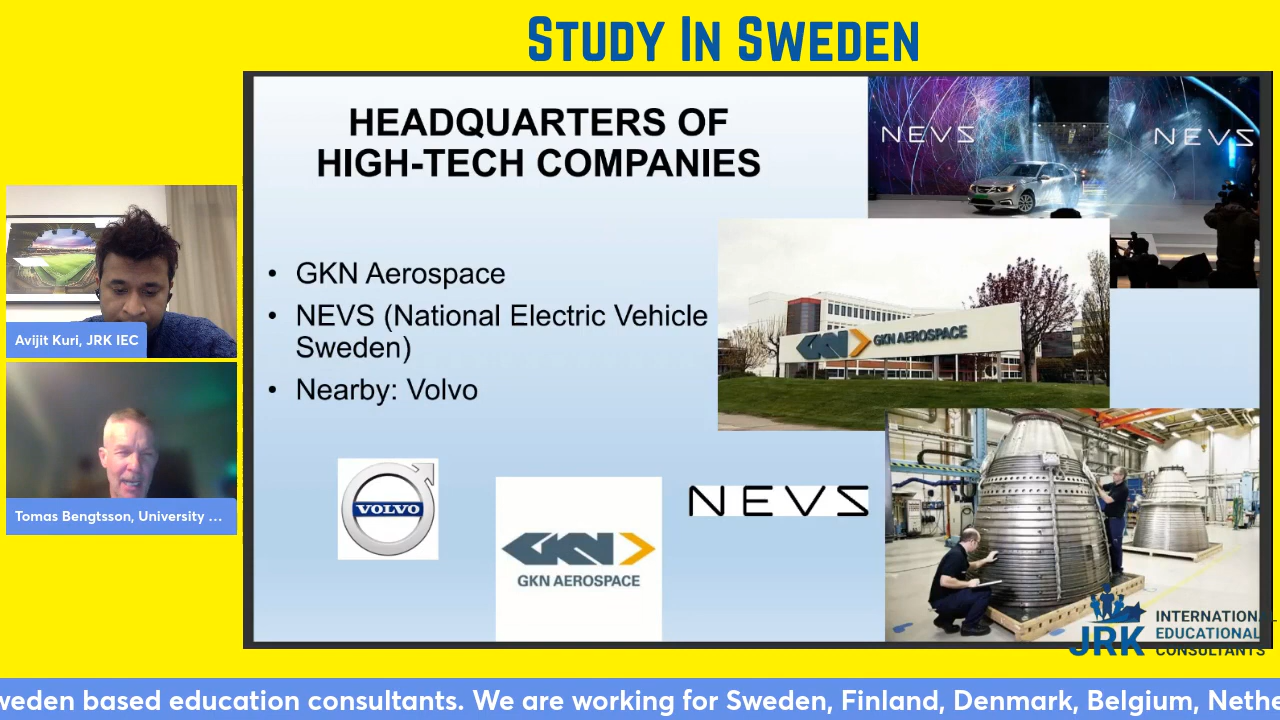 STUDY IN SWEDEN
HEADQUARTERS OF
HIGH-TECH COMPANIES
• GKN Aerospace
• NEVS (National Electric Vehicle
Sweden)
• Nearby: Volvo
NEVS
NEVS
GKN AEROSPACE
VOLVO
GKN
GKN AEROSPACE
NEVS
Avijit Kuri, JRK IEC
Tomas Bengtsson, University ...
JRK
INTERNATIONAL
EDUCATIONAL
CONSULTANTS
weden based education consultants. We are working for Sweden, Finland, Denmark, Belgium, Nethe